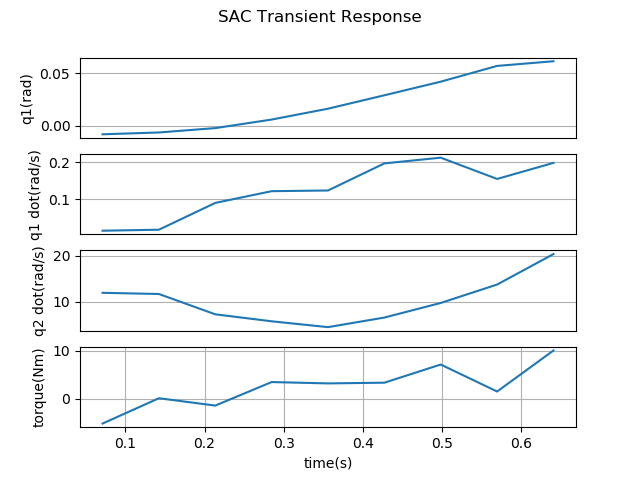 SAC Transient Response
q1(rad)
0.05
0.00
q1 dot(rad/s)
0.2
0.1
q2 dot(rad/s)
20
10
torque(Nm)
10
0
0.1 0.2 0.3 0.4 0.5 0.6
time(s)